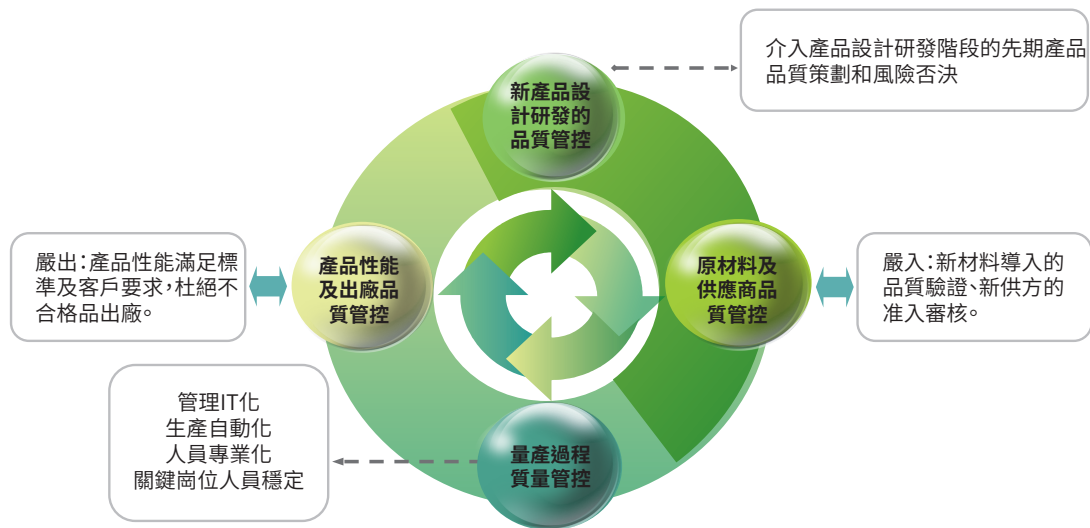 介入產品設計研發階段的先期產品
品質策劃和風險否決
新產品設
計研發的
品質管控
嚴出：產品性能滿足標
準及客戶要求，杜絕不
合格品出廠。
產品性能
及出廠品
質管控
原材料及
供應商品
質管控
嚴入：新材料導入的
品質驗證、新供方的
准入審核。
管理IT化
生產自動化
人員專業化
關鍵崗位人員穩定
量產過程
質量管控